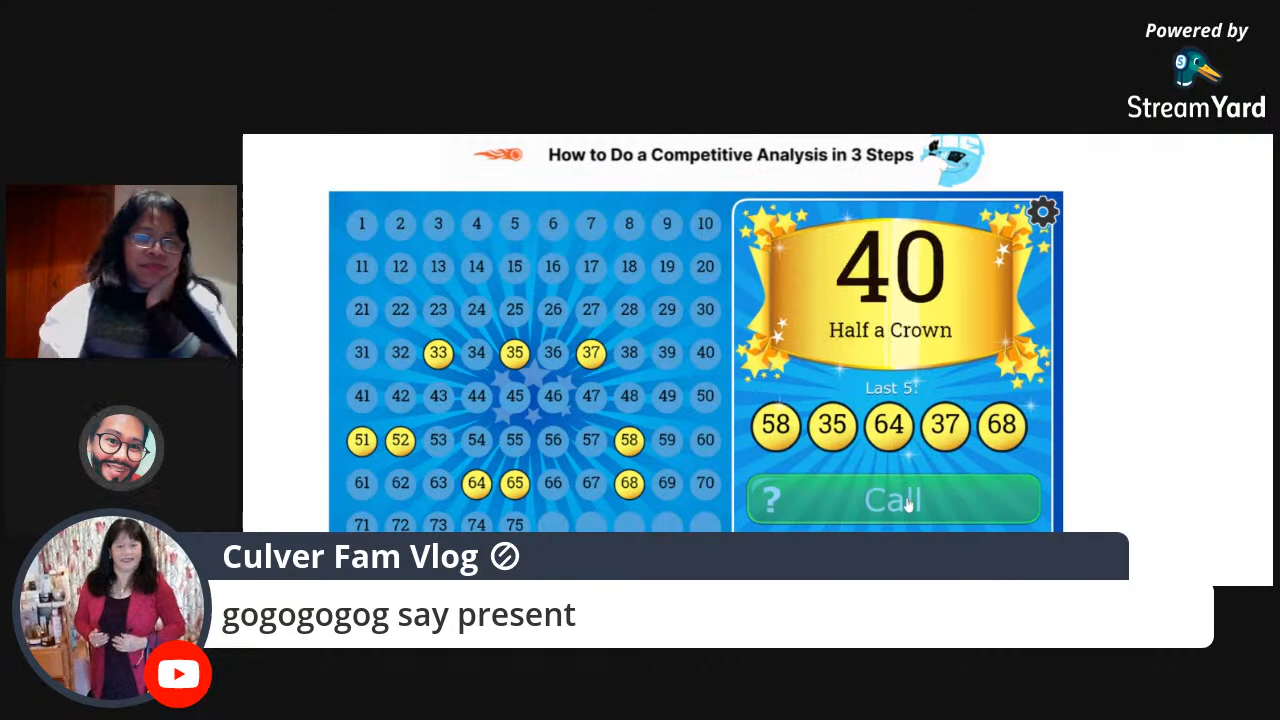 Powered by
StreamYard
How to Do a Competitive Analysis in 3 Steps
1 2 3 4 5 6 7 8 9 10
11 12 13 14 15 16 17 18 19 20
21 22 23 24 25 26 27 28 29 30
31 32 33 34 35 36 37 38 39 40
41 42 43 44 45 46 47 48 49 50
51 52 53 54 55 56 57 58 59 60
61 62 63 64 65 66 67 68 69 70
71 72 73 74 75
40
Half a Crown
Last 5:
58 35 64 37 68
? Call
Culver Fam Vlog
gogogogog say present